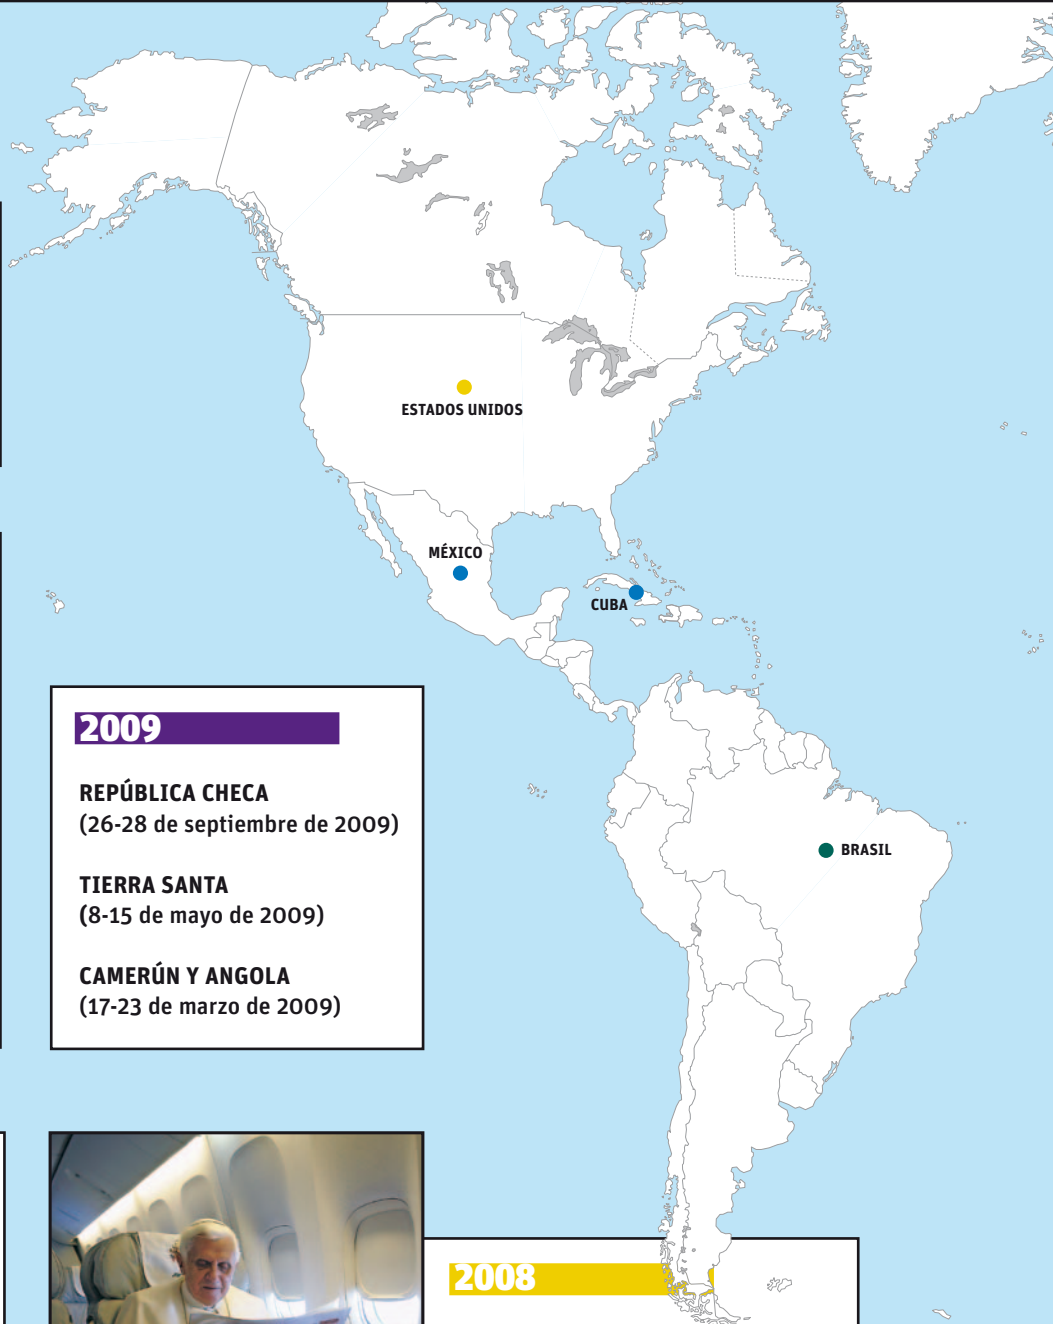 ESTADOS UNIDOS
MÉXICO
CUBA
BRASIL
2009
REPÚBLICA CHECA
(26-28 de septiembre de 2009)
TIERRA SANTA
(8-15 de mayo de 2009)
CAMERÚN Y ANGOLA
(17-23 de marzo de 2009)
2008